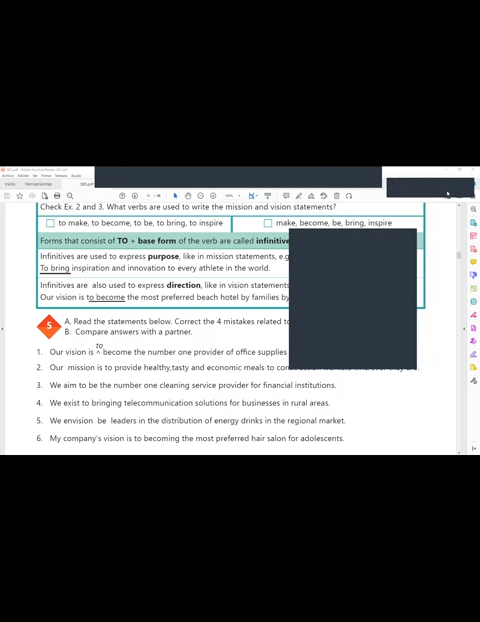 Archivo Edición Ver Firmar Ventana Ayuda
Inicio Herramientas
Check Ex. 2 and 3. What verbs are used to write the mission and vision statements?
to make, to become, to be, to bring, to inspire
make, become, be, bring, inspire
Forms that consist of TO + base form of the verb are called infinitive
Infinitives are used to express purpose, like in mission statements, e.g
To bring inspiration and innovation to every athlete in the world.
Infinitives are also used to express direction, like in vision statements
Our vision is to become the most preferred beach hotel by families by
5
A. Read the statements below. Correct the 4 mistakes related to
B. Compare answers with a partner.
to
1. Our vision is ^ become the number one provider of office supplies
2. Our mission is to provide healthy,tasty and economic meals to
3. We aim to be the number one cleaning service provider for financial institutions.
4. We exist to bringing telecommunication solutions for businesses in rural areas.
5. We envision be leaders in the distribution of energy drinks in the regional market.
6. My company's vision is to becoming the most preferred hair salon for adolescents.